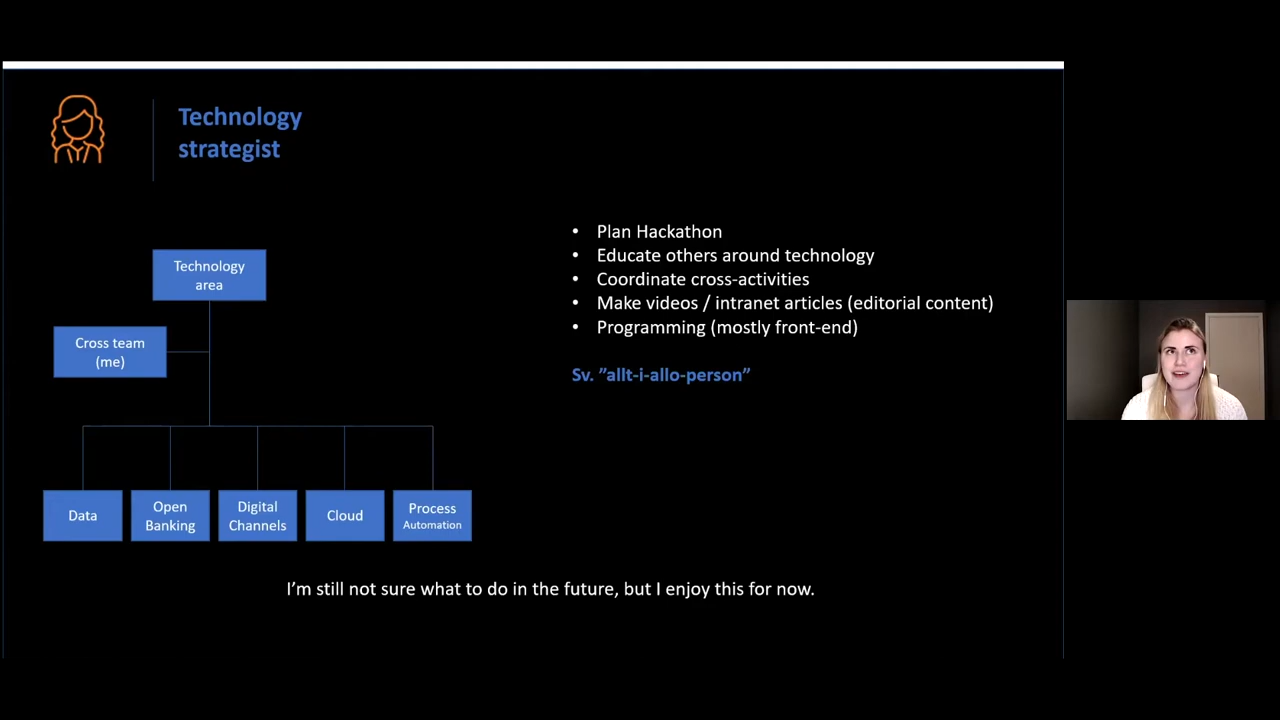 Technology
strategist
Technology
area
Cross team
(me)
Data
Open
Banking
Digital
Channels
Cloud
Process
Automation
• Plan Hackathon
• Educate others around technology
• Coordinate cross-activities
• Make videos / intranet articles (editorial content)
• Programming (mostly front-end)
Sv. ”allt-i-allo-person”
I’m still not sure what to do in the future, but I enjoy this for now.